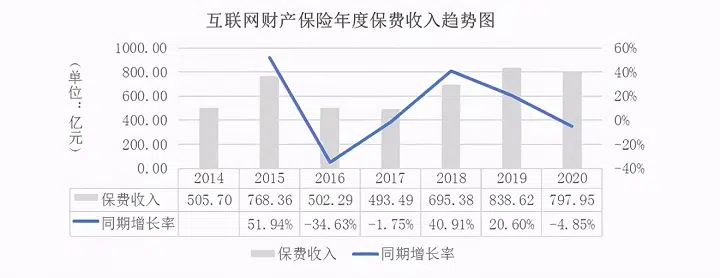 互联网财产保险年度保费收入趋势图
（单位：亿元）
1000.00 60%
800.00 40%
600.00 20%
400.00 0%
200.00 -20%
0.00 -40%
2014 2015 2016 2017 2018 2019 2020
保费收入 505.70 768.36 502.29 493.49 695.38 838.62 797.95
同期增长率 51.94% -34.63% -1.75% 40.91% 20.60% -4.85%
保费收入 同期增长率